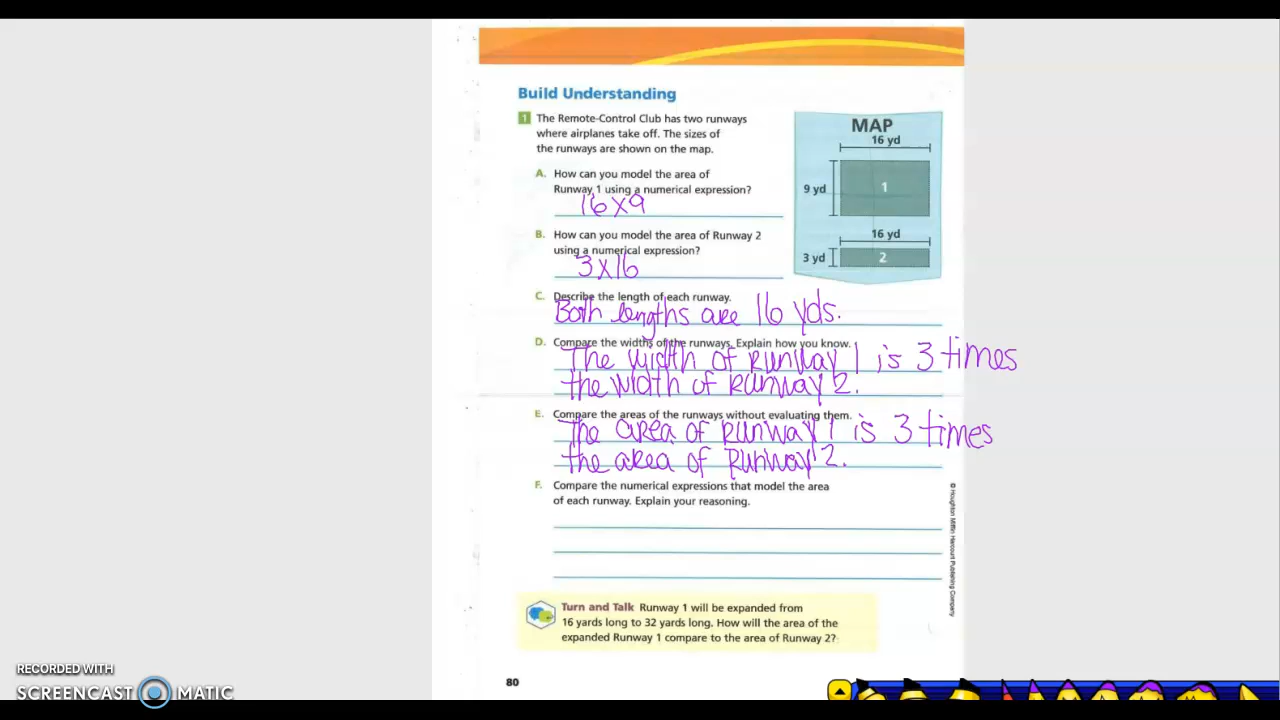 Build Understanding
1 The Remote-Control Club has two runways
where airplanes take off. The sizes of
the runways are shown on the map.
A. How can you model the area of
Runway 1 using a numerical expression?
16x9
B. How can you model the area of Runway 2
using a numerical expression?
3x16
MAP
16 yd
9 yd
1
16 yd
3 yd
2
C. Describe the length of each runway.
Both lengths are 16 yds.
D. Compare the widths of the runways. Explain how you know.
The width of Runway 1 is 3 times
the width of Runway 2.
E. Compare the areas of the runways without evaluating them.
The area of Runway 1 is 3 times
the area of Runway 2.
F. Compare the numerical expressions that model the area
of each runway. Explain your reasoning.
© Houghton Mifflin Harcourt Publishing Company
Turn and Talk Runway 1 will be expanded from
16 yards long to 32 yards long. How will the area of the
expanded Runway 1 compare to the area of Runway 2?
80
RECORDED WITH
SCREENCAST MATIC